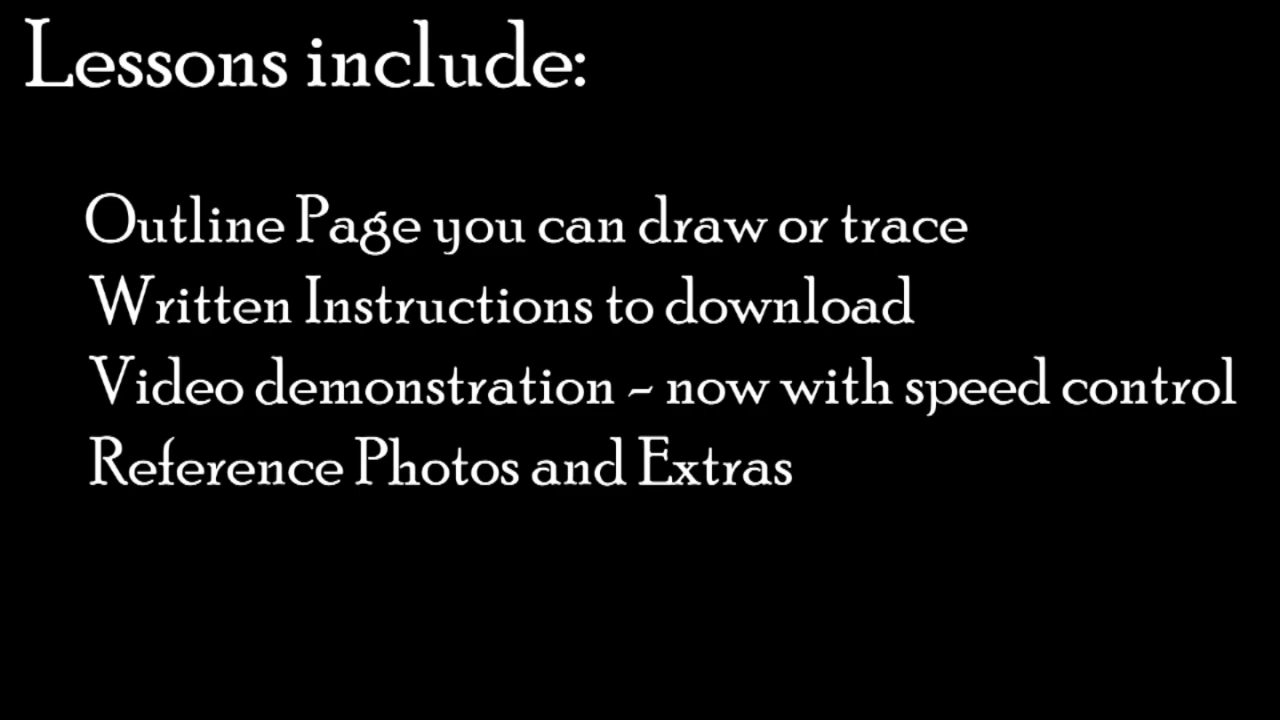 Lessons include:
Outline Page you can draw or trace
Written Instructions to download
Video demonstration - now with speed control
Reference Photos and Extras